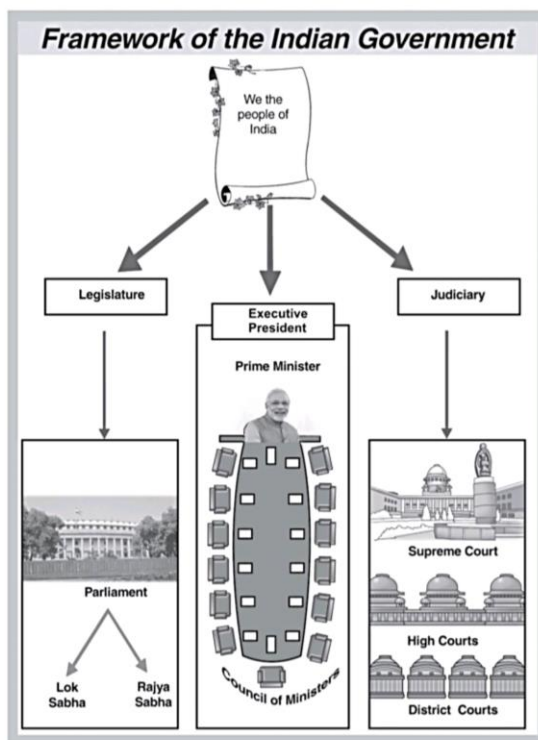 Framework of the Indian Government
We the
people of
India
Legislature
Executive
President
Judiciary
Prime Minister
Parliament
Lok
Sabha
Rajya
Sabha
Council of Ministers
Supreme Court
High Courts
District Courts